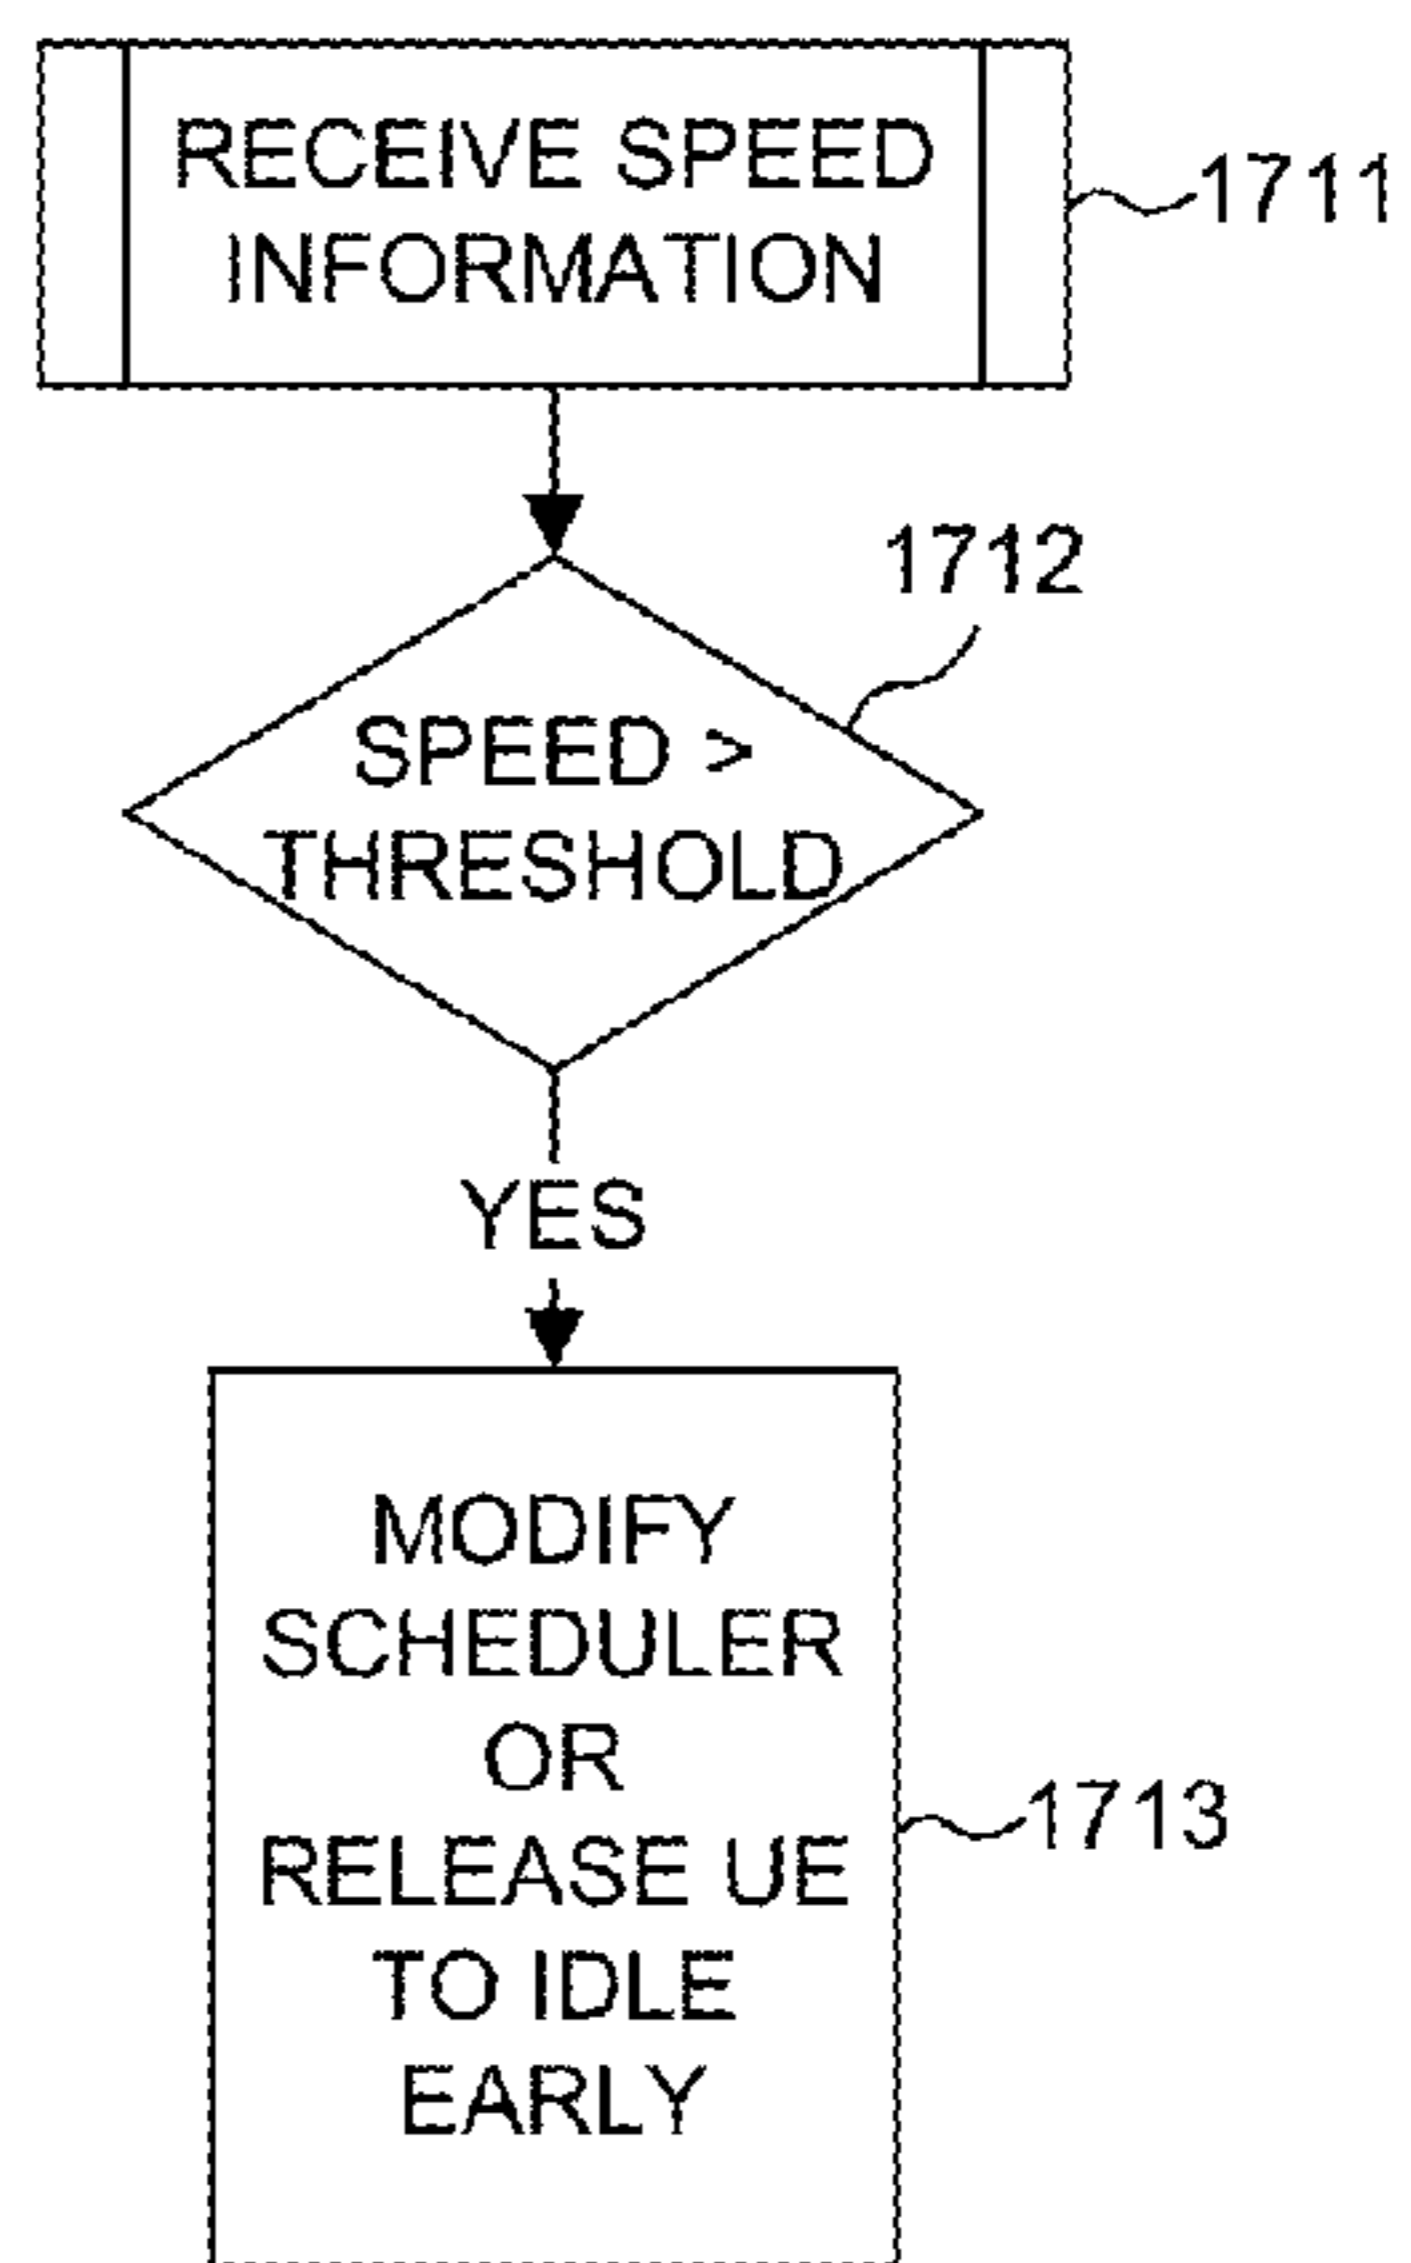 RECEIVE SPEED
INFORMATION
1711
1712
SPEED >
THRESHOLD
YES
MODIFY
SCHEDULER
OR
RELEASE UE
TO IDLE
EARLY
1713